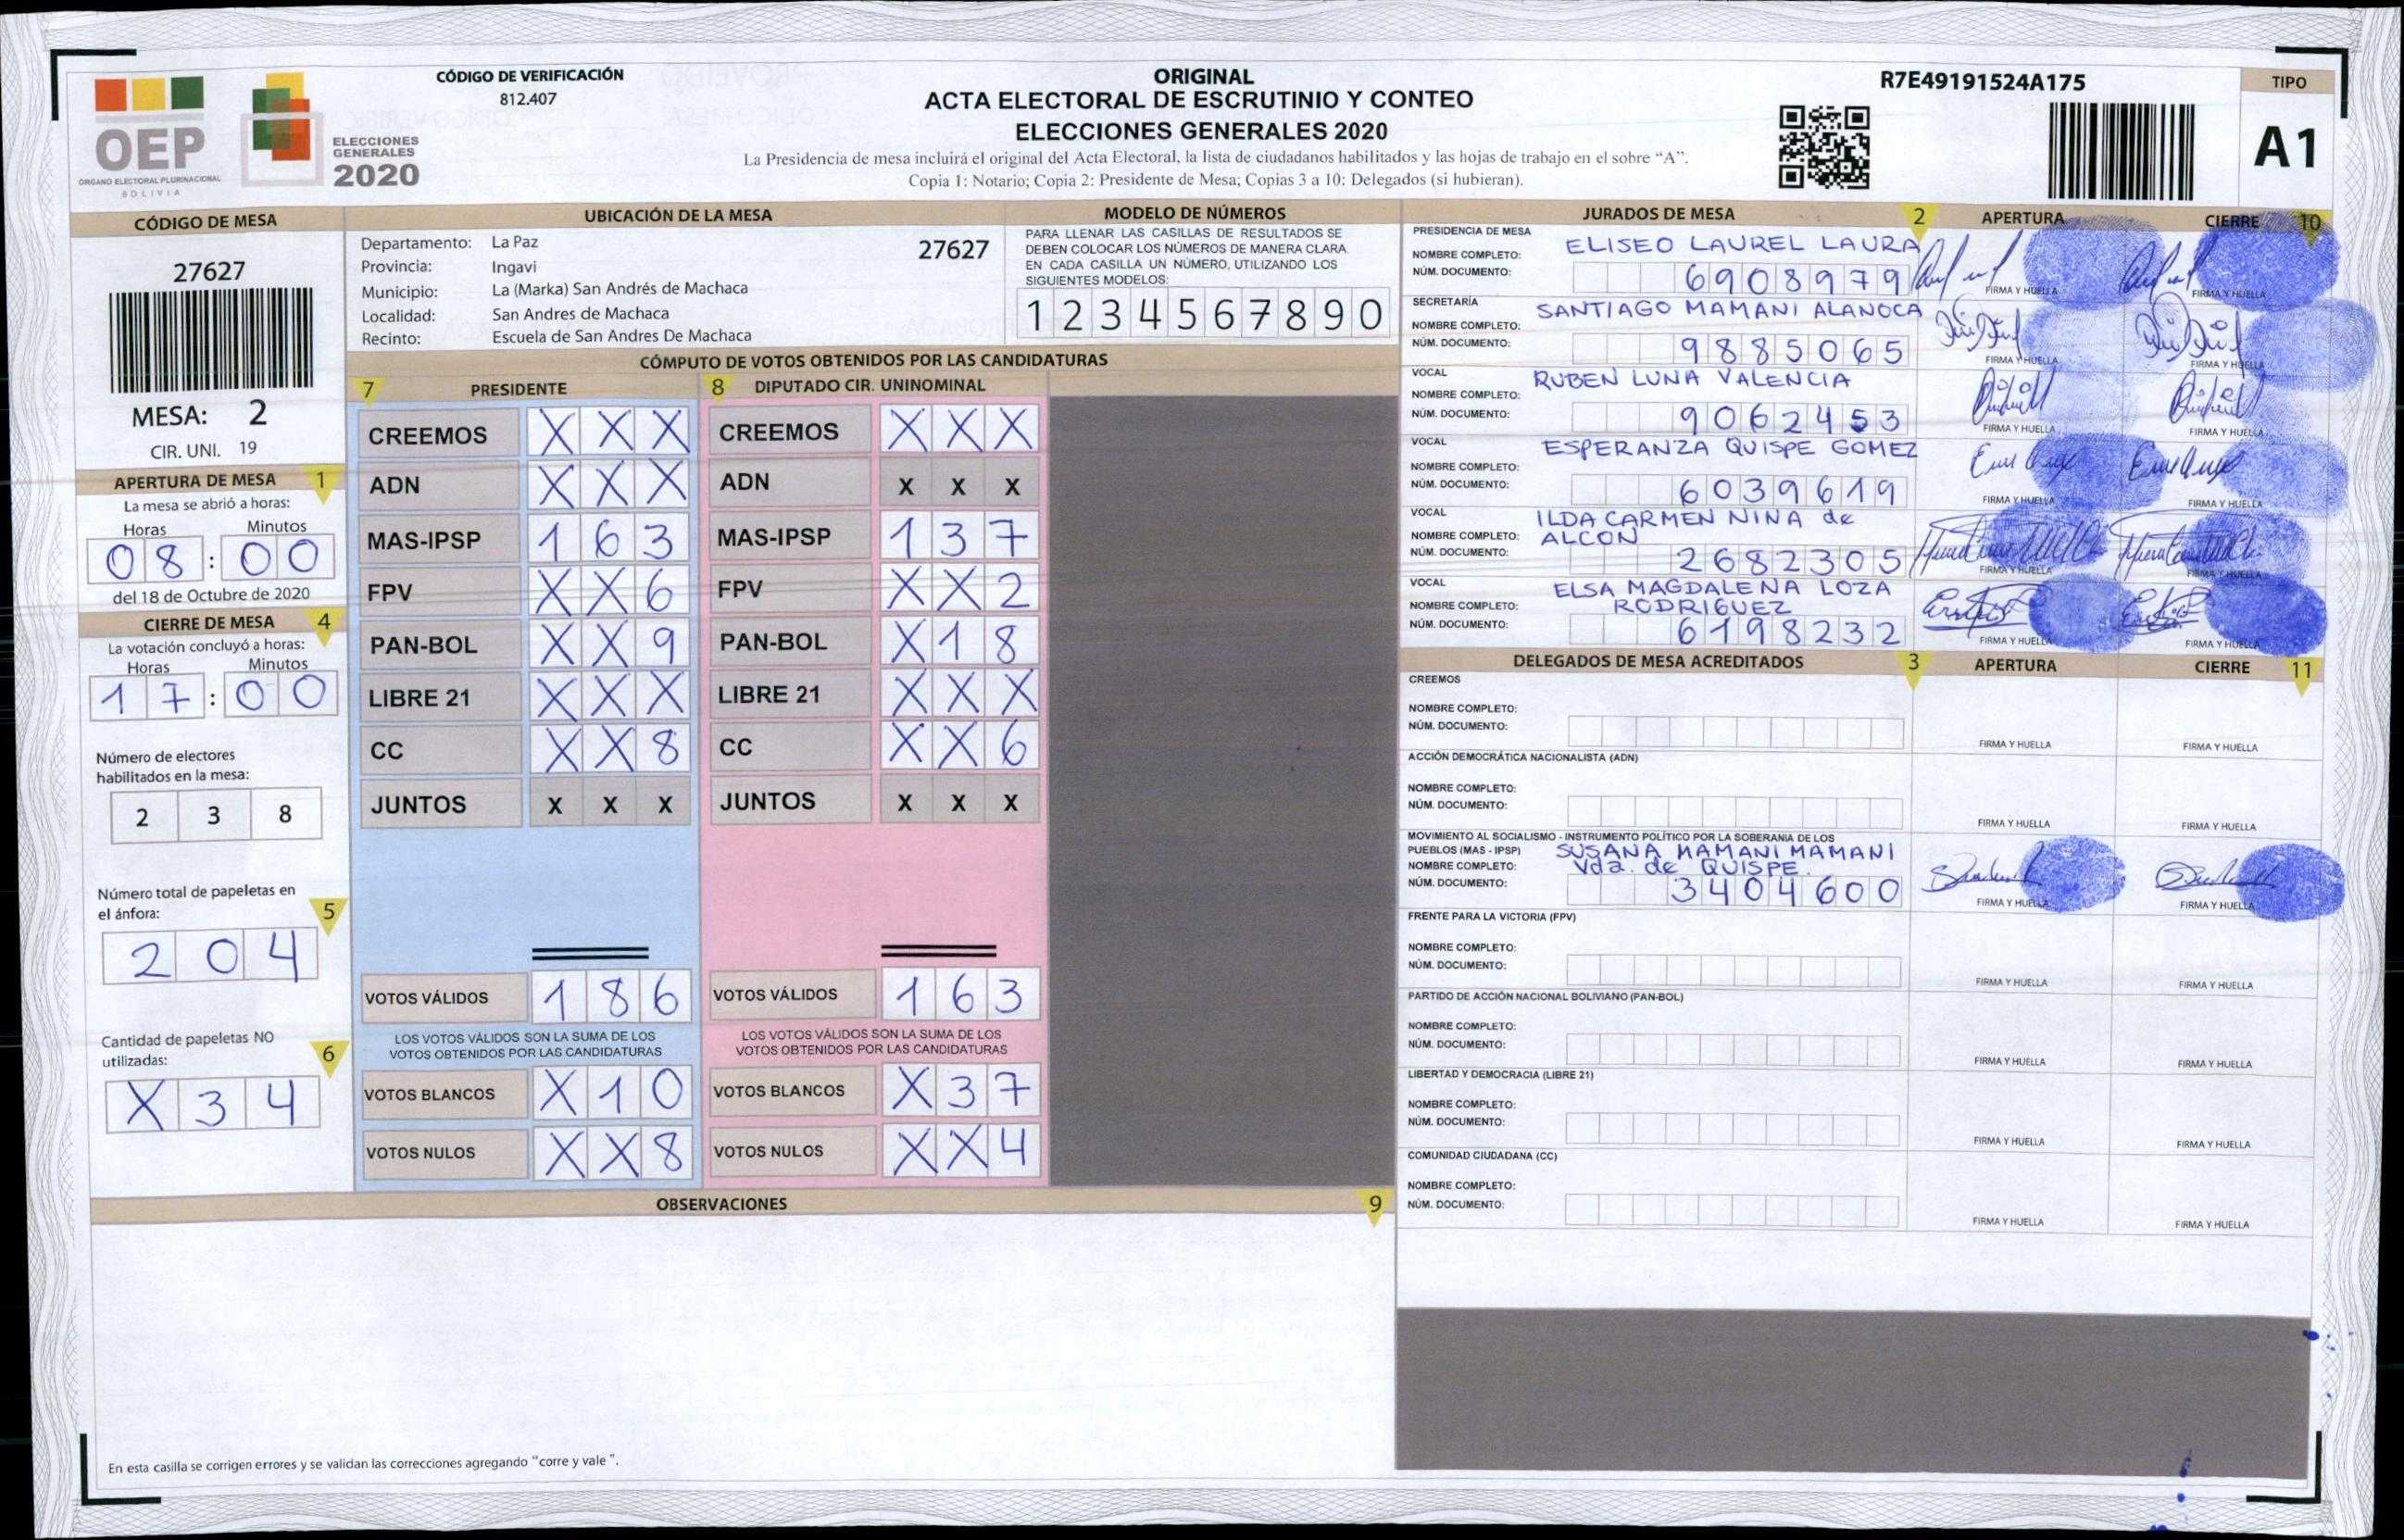 CÓDIGO DE VERIFICACIÓN
812.407
OEP
ÓRGANO ELECTORAL PLURINACIONAL
BOLIVIA
ELECCIONES
GENERALES
2020
ORIGINAL
ACTA ELECTORAL DE ESCRUTINIO Y CONTEO
ELECCIONES GENERALES 2020
La Presidencia de mesa incluirá el original del Acta Electoral, la lista de ciudadanos habilitados y las hojas de trabajo en el sobre "A".
Copia 1: Notario; Copia 2: Presidente de Mesa; Copias 3 a 10: Delegados (si hubieran).
R7E49191524A175
TIPO
A1
CÓDIGO DE MESA
27627
MESA: 2
CIR. UNI. 19
APERTURA DE MESA 1
La mesa se abrió a horas:
Horas Minutos
08 : 00
del 18 de Octubre de 2020
CIERRE DE MESA 4
La votación concluyó a horas:
Horas Minutos
17 : 00
Número de electores
habilitados en la mesa:
2 3 8
Número total de papeletas en
el ánfora: 5
2 0 4
Cantidad de papeletas NO
utilizadas: 6
X 3 4
UBICACIÓN DE LA MESA
Departamento: La Paz 27627
Provincia: Ingavi
Municipio: La (Marka) San Andrés de Machaca
Localidad: San Andres de Machaca
Recinto: Escuela de San Andres De Machaca
MODELO DE NÚMEROS
PARA LLENAR LAS CASILLAS DE RESULTADOS SE
DEBEN COLOCAR LOS NÚMEROS DE MANERA CLARA.
EN CADA CASILLA UN NÚMERO, UTILIZANDO LOS
SIGUIENTES MODELOS:
1 2 3 4 5 6 7 8 9 0
CÓMPUTO DE VOTOS OBTENIDOS POR LAS CANDIDATURAS
7 PRESIDENTE
CREEMOS X X X
ADN X X X
MAS-IPSP 1 6 3
FPV X X 6
PAN-BOL X X 9
LIBRE 21 X X X
CC X X 8
JUNTOS X X X
VOTOS VÁLIDOS 1 8 6
LOS VOTOS VÁLIDOS SON LA SUMA DE LOS
VOTOS OBTENIDOS POR LAS CANDIDATURAS
VOTOS BLANCOS X 1 0
VOTOS NULOS X X 8
8 DIPUTADO CIR. UNINOMINAL
CREEMOS X X X
ADN X X X
MAS-IPSP 1 3 7
FPV X X 2
PAN-BOL X 1 8
LIBRE 21 X X X
CC X X 6
JUNTOS X X X
VOTOS VÁLIDOS 1 6 3
LOS VOTOS VÁLIDOS SON LA SUMA DE LOS
VOTOS OBTENIDOS POR LAS CANDIDATURAS
VOTOS BLANCOS X 3 7
VOTOS NULOS X X 4
OBSERVACIONES 9
En esta casilla se corrigen errores y se validan las correcciones agregando "corre y vale".
JURADOS DE MESA 2 APERTURA CIERRE 10
PRESIDENCIA DE MESA
NOMBRE COMPLETO: ELISEO LAUREL LAURA
NÚM. DOCUMENTO: 6908979
FIRMA Y HUELLA FIRMA Y HUELLA
SECRETARÍA
NOMBRE COMPLETO: SANTIAGO MAMANI ALANOCA
NÚM. DOCUMENTO: 9885065
FIRMA Y HUELLA FIRMA Y HUELLA
VOCAL
NOMBRE COMPLETO: RUBEN LUNA VALENCIA
NÚM. DOCUMENTO: 9062453
FIRMA Y HUELLA FIRMA Y HUELLA
VOCAL
NOMBRE COMPLETO: ESPERANZA QUISPE GOMEZ
NÚM. DOCUMENTO: 6039619
FIRMA Y HUELLA FIRMA Y HUELLA
VOCAL
ILDA CARMEN NINA de
NOMBRE COMPLETO: ALCON
NÚM. DOCUMENTO: 2682305
FIRMA Y HUELLA FIRMA Y HUELLA
VOCAL
ELSA MAGDALENA LOZA
NOMBRE COMPLETO: RODRIGUEZ
NÚM. DOCUMENTO: 6198232
FIRMA Y HUELLA FIRMA Y HUELLA
DELEGADOS DE MESA ACREDITADOS 3 APERTURA CIERRE 11
CREEMOS
NOMBRE COMPLETO:
NÚM. DOCUMENTO:
FIRMA Y HUELLA FIRMA Y HUELLA
ACCIÓN DEMOCRÁTICA NACIONALISTA (ADN)
NOMBRE COMPLETO:
NÚM. DOCUMENTO:
FIRMA Y HUELLA FIRMA Y HUELLA
MOVIMIENTO AL SOCIALISMO - INSTRUMENTO POLÍTICO POR LA SOBERANIA DE LOS
PUEBLOS (MAS - IPSP) SUSANA MAMANI MAMANI
NOMBRE COMPLETO: Vda. de QUISPE.
NÚM. DOCUMENTO: 3404600
FIRMA Y HUELLA FIRMA Y HUELLA
FRENTE PARA LA VICTORIA (FPV)
NOMBRE COMPLETO:
NÚM. DOCUMENTO:
FIRMA Y HUELLA FIRMA Y HUELLA
PARTIDO DE ACCIÓN NACIONAL BOLIVIANO (PAN-BOL)
NOMBRE COMPLETO:
NÚM. DOCUMENTO:
FIRMA Y HUELLA FIRMA Y HUELLA
LIBERTAD Y DEMOCRACIA (LIBRE 21)
NOMBRE COMPLETO:
NÚM. DOCUMENTO:
FIRMA Y HUELLA FIRMA Y HUELLA
COMUNIDAD CIUDADANA (CC)
NOMBRE COMPLETO:
NÚM. DOCUMENTO:
FIRMA Y HUELLA FIRMA Y HUELLA